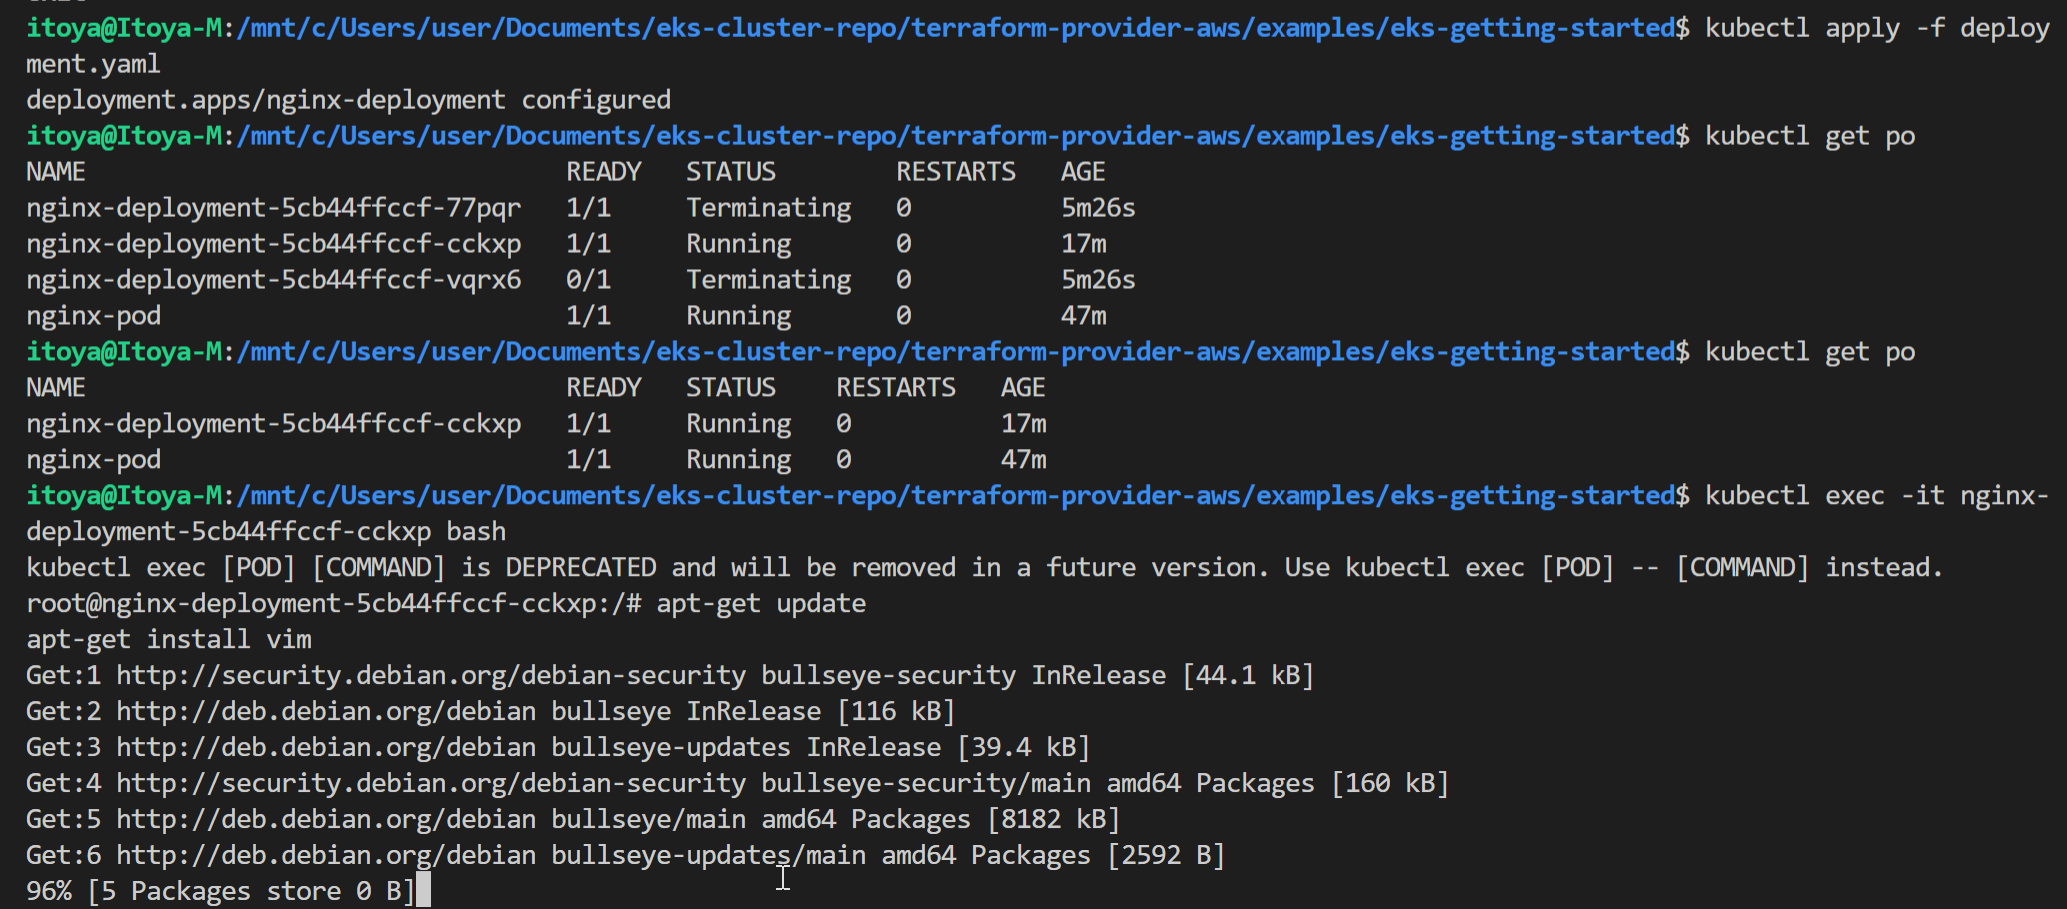 itoya@Itoya-M:/mnt/c/Users/user/Documents/eks-cluster-repo/terraform-provider-aws/examples/eks-getting-started$ kubectl apply -f deploy
ment.yaml
deployment.apps/nginx-deployment configured
itoya@Itoya-M:/mnt/c/Users/user/Documents/eks-cluster-repo/terraform-provider-aws/examples/eks-getting-started$ kubectl get po
NAME                                READY   STATUS        RESTARTS   AGE
nginx-deployment-5cb44ffccf-77pqr   1/1     Terminating   0          5m26s
nginx-deployment-5cb44ffccf-cckxp   1/1     Running       0          17m
nginx-deployment-5cb44ffccf-vqrx6   0/1     Terminating   0          5m26s
nginx-pod                           1/1     Running       0          47m
itoya@Itoya-M:/mnt/c/Users/user/Documents/eks-cluster-repo/terraform-provider-aws/examples/eks-getting-started$ kubectl get po
NAME                                READY   STATUS    RESTARTS   AGE
nginx-deployment-5cb44ffccf-cckxp   1/1     Running   0          17m
nginx-pod                           1/1     Running   0          47m
itoya@Itoya-M:/mnt/c/Users/user/Documents/eks-cluster-repo/terraform-provider-aws/examples/eks-getting-started$ kubectl exec -it nginx-
deployment-5cb44ffccf-cckxp bash
kubectl exec [POD] [COMMAND] is DEPRECATED and will be removed in a future version. Use kubectl exec [POD] -- [COMMAND] instead.
root@nginx-deployment-5cb44ffccf-cckxp:/# apt-get update
apt-get install vim
Get:1 http://security.debian.org/debian-security bullseye-security InRelease [44.1 kB]
Get:2 http://deb.debian.org/debian bullseye InRelease [116 kB]
Get:3 http://deb.debian.org/debian bullseye-updates InRelease [39.4 kB]
Get:4 http://security.debian.org/debian-security bullseye-security/main amd64 Packages [160 kB]
Get:5 http://deb.debian.org/debian bullseye/main amd64 Packages [8182 kB]
Get:6 http://deb.debian.org/debian bullseye-updates/main amd64 Packages [2592 B]
96% [5 Packages store 0 B]